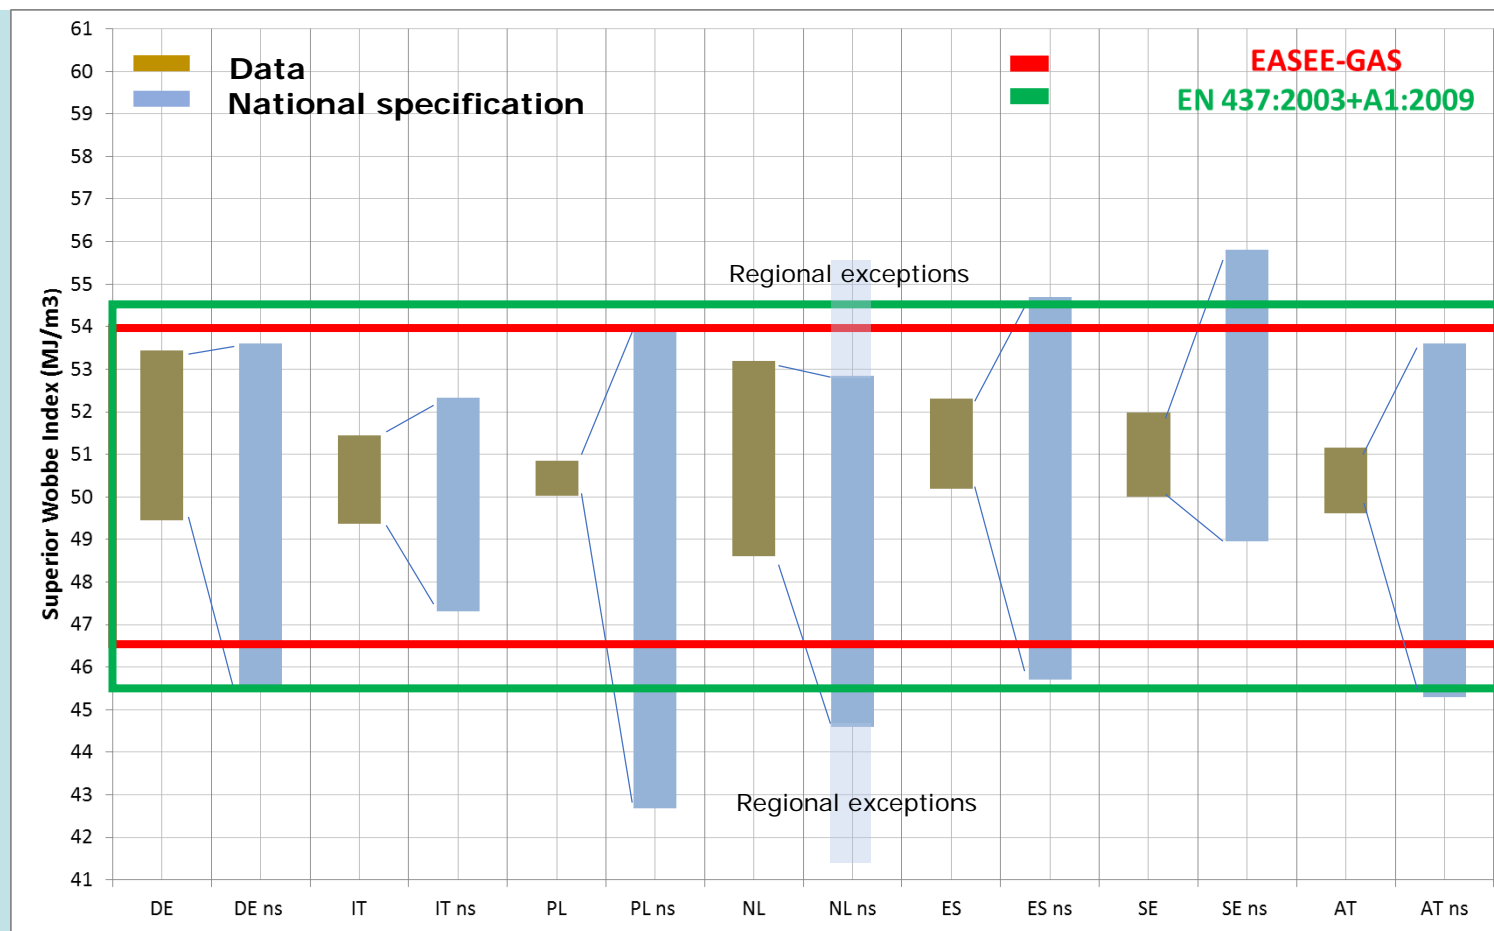 Data
National specification
EASEE-GAS
EN 437:2003+A1:2009
Superior Wobbe Index (MJ/m3)
61
60
59
58
57
56
55
54
53
52
51
50
49
48
47
46
45
44
43
42
41
Regional exceptions
Regional exceptions
DE DE ns IT IT ns PL PL ns NL NL ns ES ES ns SE SE ns AT AT ns